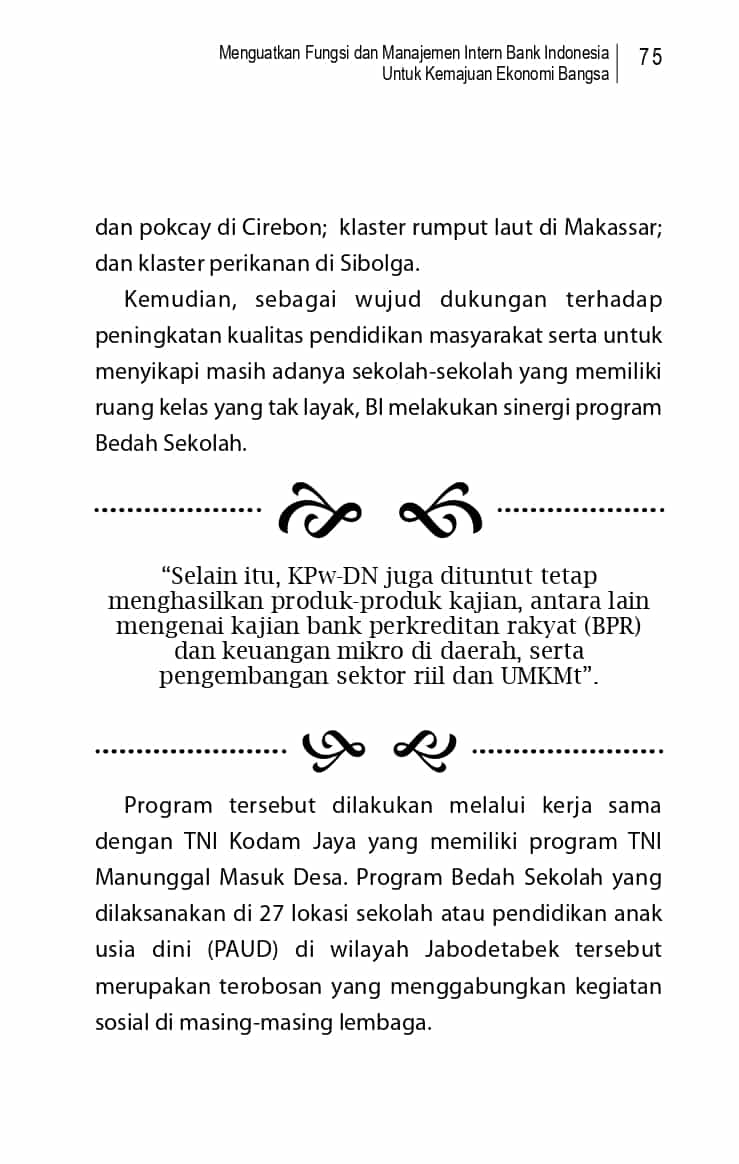 Menguatkan Fungsi dan Manajemen Intern Bank Indonesia
Untuk Kemajuan Ekonomi Bangsa
75
dan pokcay di Cirebon;  klaster rumput laut di Makassar;
dan klaster perikanan di Sibolga.
Kemudian, sebagai wujud dukungan terhadap
peningkatan kualitas pendidikan masyarakat serta untuk
menyikapi masih adanya sekolah-sekolah yang memiliki
ruang kelas yang tak layak, BI melakukan sinergi program
Bedah Sekolah.
“Selain itu, KPw-DN juga dituntut tetap
menghasilkan produk-produk kajian, antara lain
mengenai kajian bank perkreditan rakyat (BPR)
dan keuangan mikro di daerah, serta
pengembangan sektor riil dan UMKMt”.
Program tersebut dilakukan melalui kerja sama
dengan TNI Kodam Jaya yang memiliki program TNI
Manunggal Masuk Desa. Program Bedah Sekolah yang
dilaksanakan di 27 lokasi sekolah atau pendidikan anak
usia dini (PAUD) di wilayah Jabodetabek tersebut
merupakan terobosan yang menggabungkan kegiatan
sosial di masing-masing lembaga.